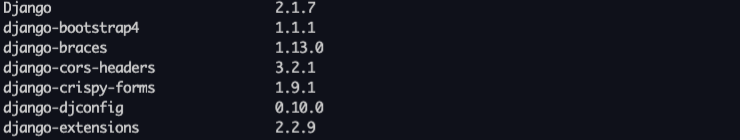 Django 2.1.7
django-bootstrap4 1.1.1
django-braces 1.13.0
django-cors-headers 3.2.1
django-crispy-forms 1.9.1
django-djconfig 0.10.0
django-extensions 2.2.9